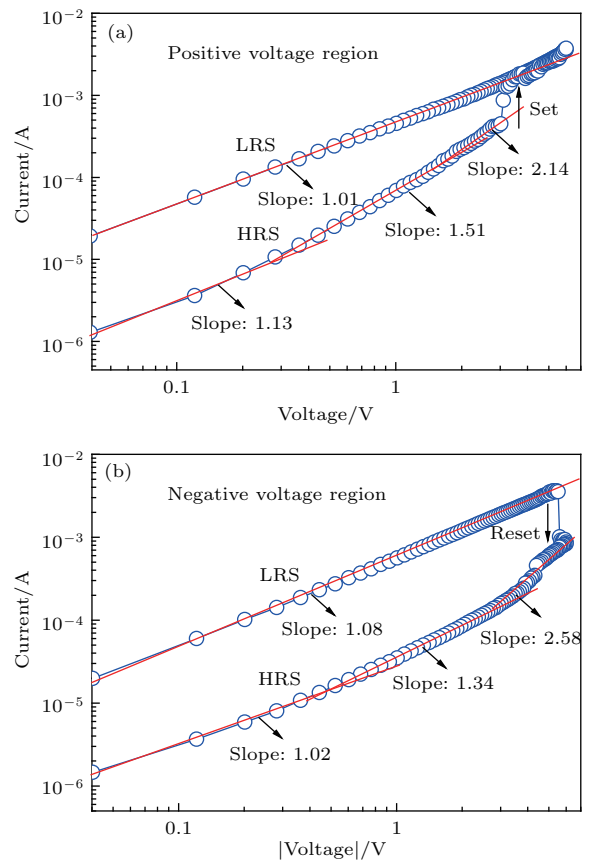 (a)
Positive voltage region
Current/A
10⁻²
10⁻³
10⁻⁴
10⁻⁵
10⁻⁶
LRS
Slope: 1.01
HRS
Slope: 1.13
Slope: 1.51
Slope: 2.14
Set
0.1
1
Voltage/V
(b)
Negative voltage region
Current/A
10⁻²
10⁻³
10⁻⁴
10⁻⁵
10⁻⁶
Reset
LRS
Slope: 1.08
HRS
Slope: 1.02
Slope: 1.34
Slope: 2.58
0.1
1
|Voltage|/V